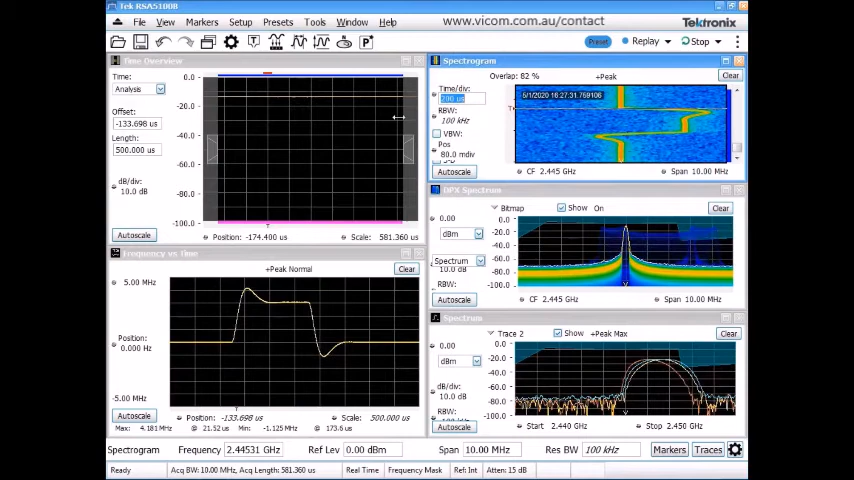 Tek RSA5100B
File View Markers Setup Presets Tools Window Help
www.vicom.com.au/contact
Tektronix
Preset Replay Stop
Time Overview
Time:
Analysis
Offset:
-133.698 us
Length:
500.000 us
dB/div:
10.0 dB
Autoscale
0.0
-20.0
-40.0
-60.0
-80.0
-100.0
Position: -174.400 us Scale: 581.360 us
Spectrogram
Overlap: 82 % +Peak Clear
Time/div:
200 us
RBW:
100 kHz
VBW:
Pos
80.0 mdiv
Autoscale
5/1/2020 16:27:31.759106
CF 2.445 GHz Span 10.00 MHz
DPX Spectrum
Bitmap Show On Clear
0.00
dBm
Spectrum
10.0 dB
RBW:
Autoscale
0.0
-20.0
-40.0
-60.0
-80.0
-100.0
CF 2.445 GHz Span 10.00 MHz
Frequency vs Time
+Peak Normal Clear
5.00 MHz
Position:
0.000 Hz
-5.00 MHz
Autoscale
Position: -133.698 us Scale: 500.000 us
Max: 4.181 MHz @ 21.52 us Min: -1.125 MHz @ 173.6 us
Spectrum
Trace 2 Show +Peak Max Clear
0.00
dBm
dB/div:
10.0 dB
RBW:
Autoscale
0.0
-20.0
-40.0
-60.0
-80.0
-100.0
Start 2.440 GHz Stop 2.450 GHz
Spectrogram Frequency 2.44531 GHz Ref Lev 0.00 dBm Span 10.00 MHz Res BW 100 kHz Markers Traces
Ready Acq BW: 10.00 MHz, Acq Length: 581.360 us Real Time Frequency Mask Ref: Int Atten: 15 dB